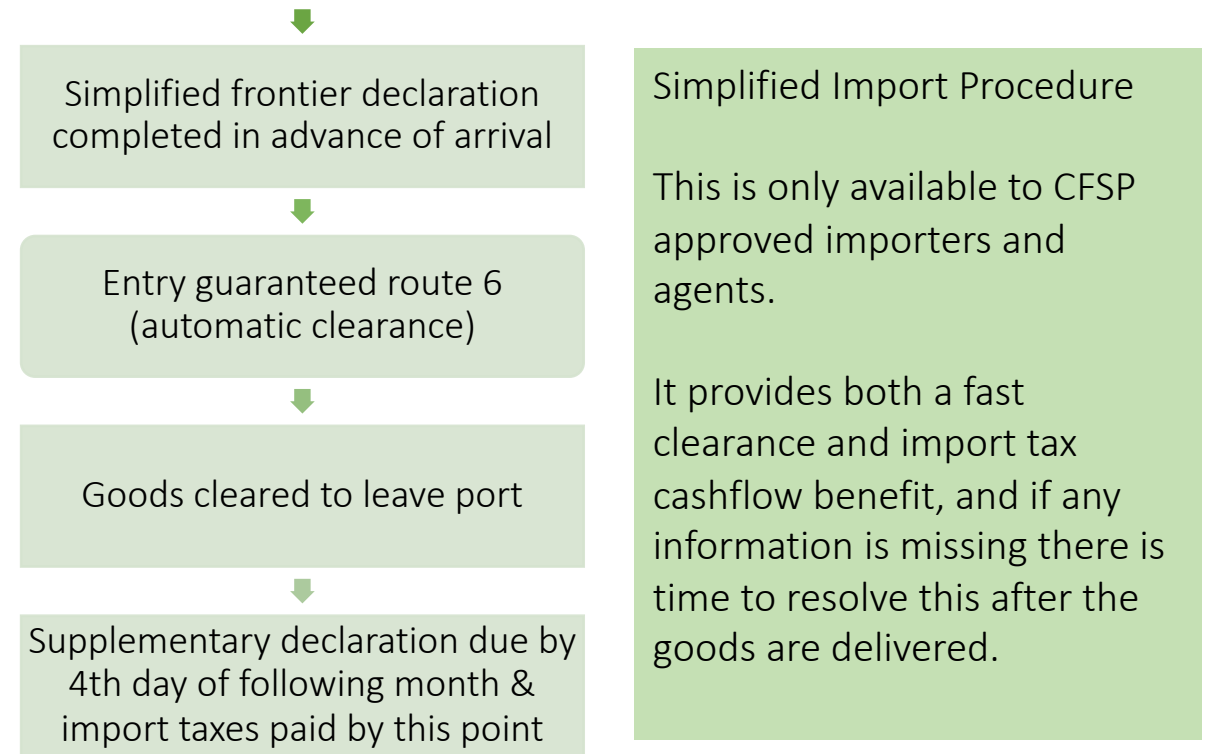 Simplified frontier declaration
completed in advance of arrival
Entry guaranteed route 6
(automatic clearance)
Goods cleared to leave port
Supplementary declaration due by
4th day of following month &
import taxes paid by this point
Simplified Import Procedure
This is only available to CFSP
approved importers and
agents.
It provides both a fast
clearance and import tax
cashflow benefit, and if any
information is missing there is
time to resolve this after the
goods are delivered.